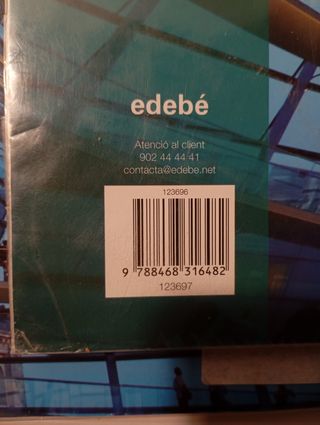 edebé
Atenció al client
902 44 44 41
contacta@edebe.net
123696
9 788468 316482
123697